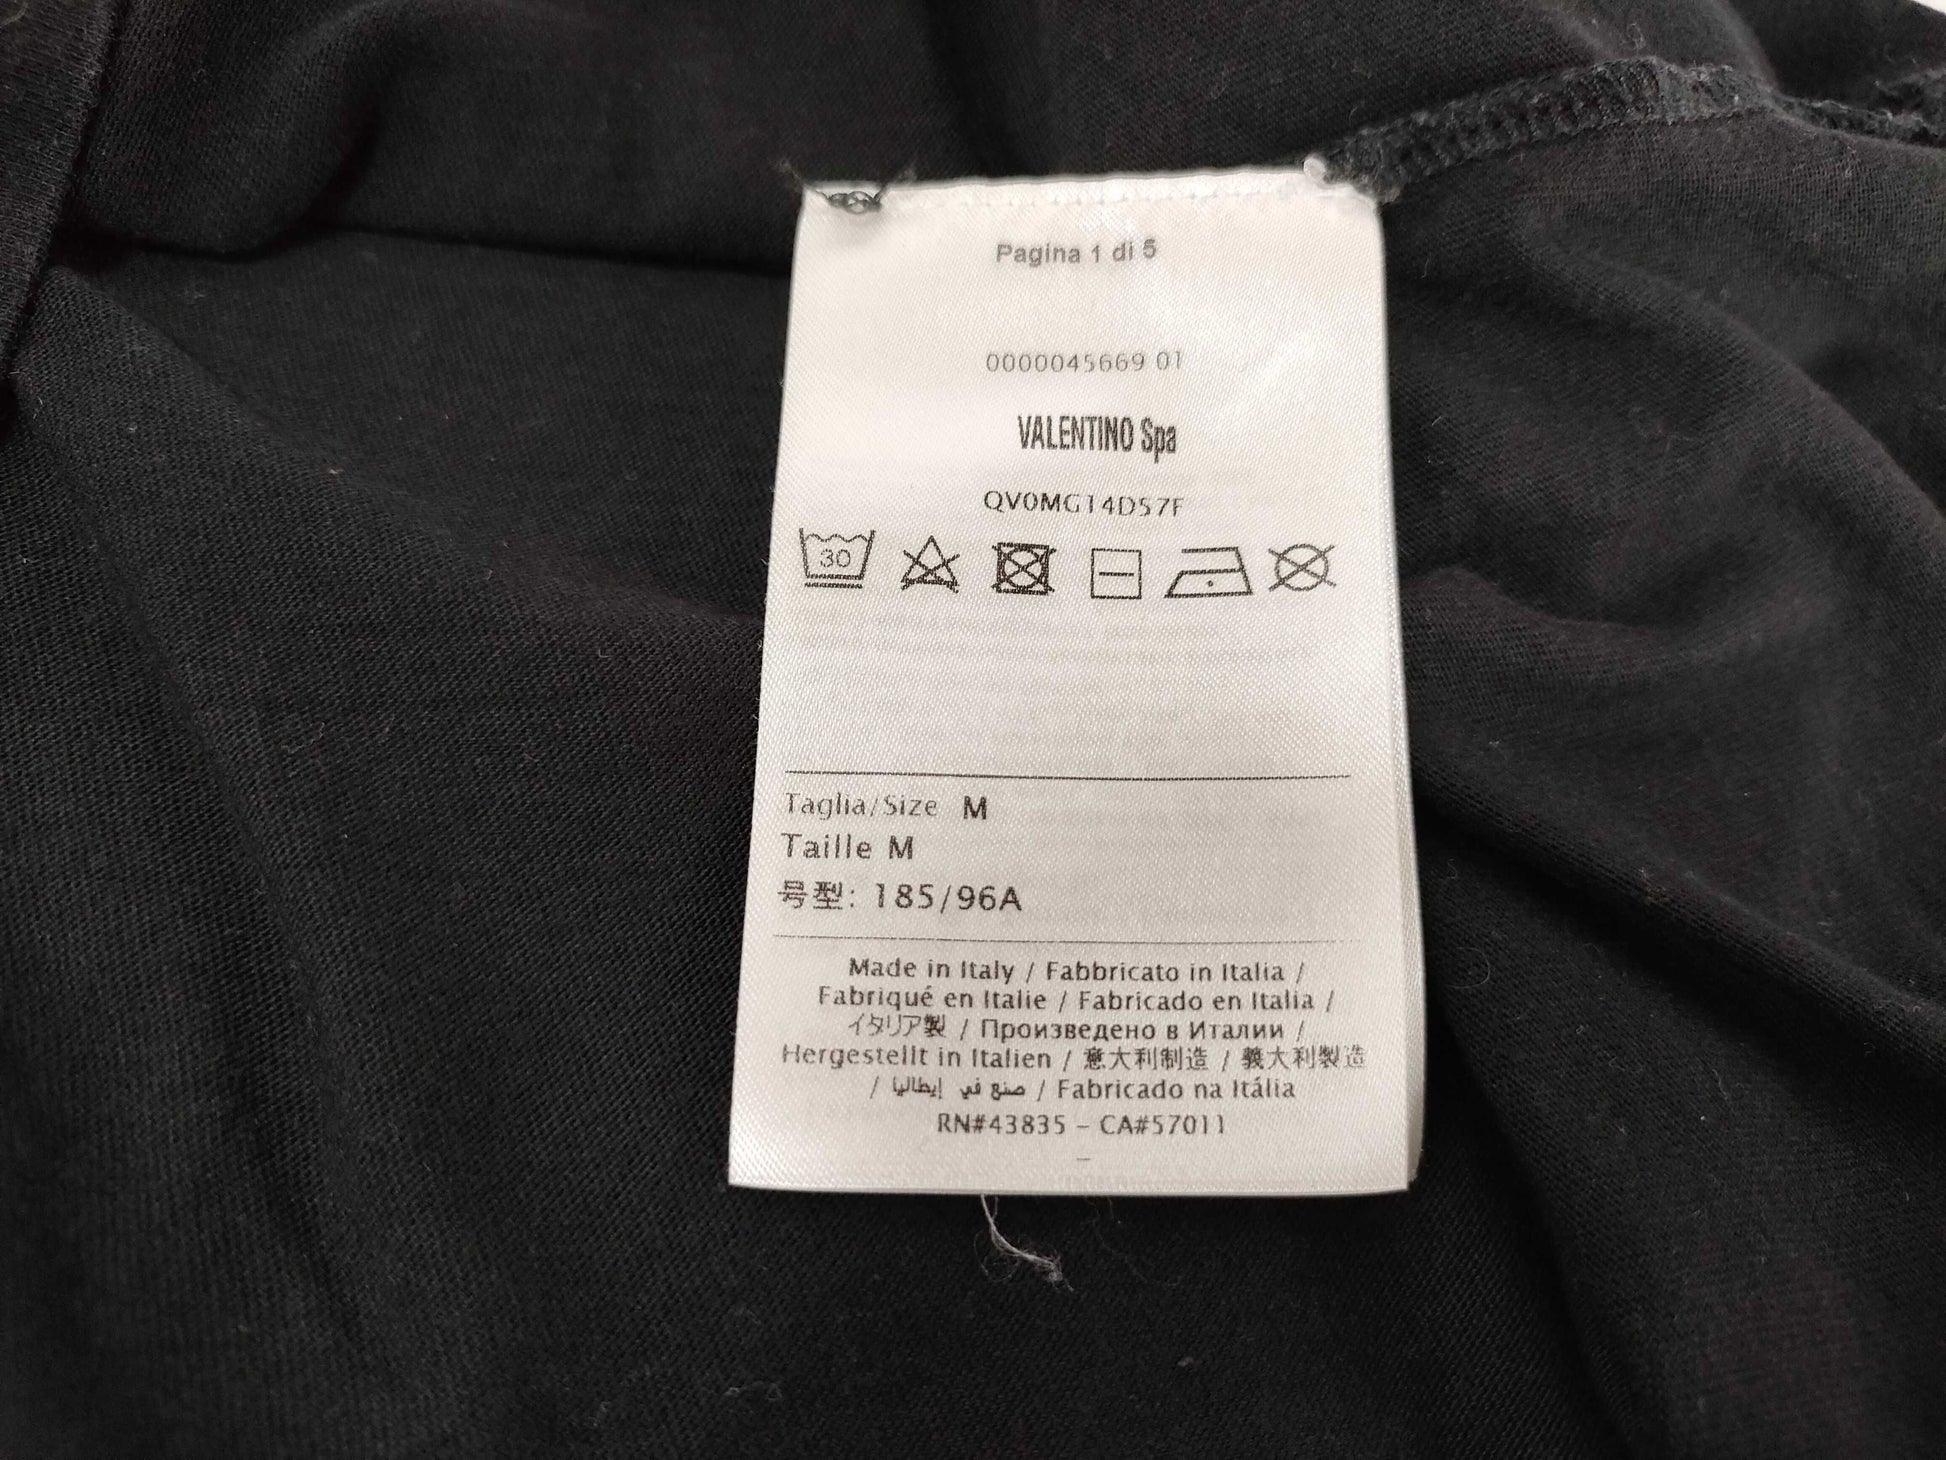 Pagina 1 di 5
0000045669 01
VALENTINO Spa
QV0MG14D57F
30
Taglia/Size M
Taille M
号型: 185/96A
Made in Italy / Fabbricato in Italia /
Fabriqué en Italie / Fabricado en Italia /
イタリア製 / Произведено в Италии /
Hergestellt in Italien / 意大利制造 / 義大利製造
/ صنع في إيطاليا / Fabricado na Itália
RN#43835 – CA#57011
–